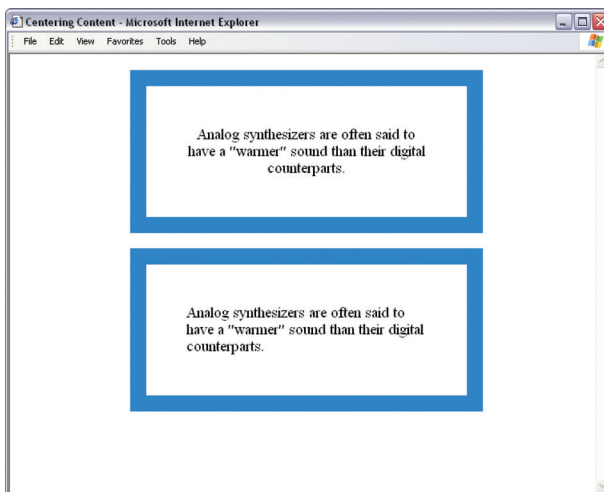 Centering Content - Microsoft Internet Explorer
File Edit View Favorites Tools Help
Analog synthesizers are often said to
have a "warmer" sound than their digital
counterparts.
Analog synthesizers are often said to
have a "warmer" sound than their digital
counterparts.